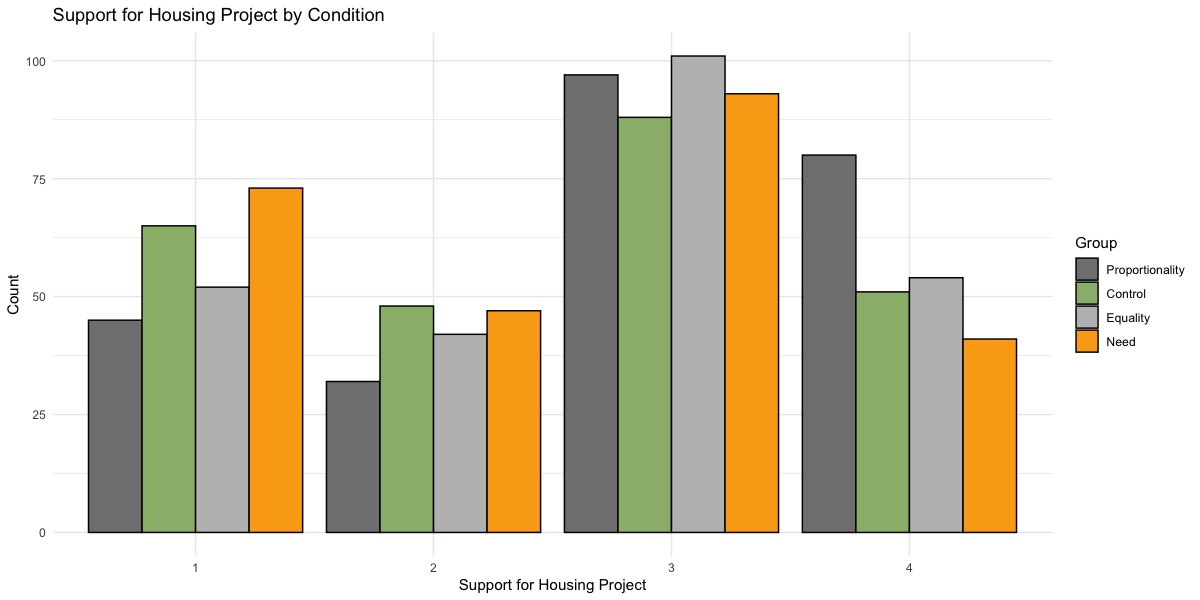 Support for Housing Project by Condition
Count
100
75
50
25
0
1 2 3 4
Support for Housing Project
Group
Proportionality
Control
Equality
Need